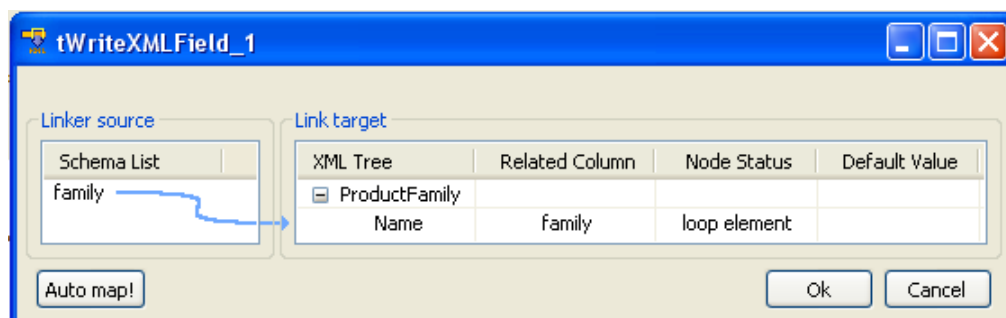 tWriteXMLField_1
Linker source
Link target
Schema List
XML Tree Related Column Node Status Default Value
family
ProductFamily
Name family loop element
Auto map!
Ok Cancel